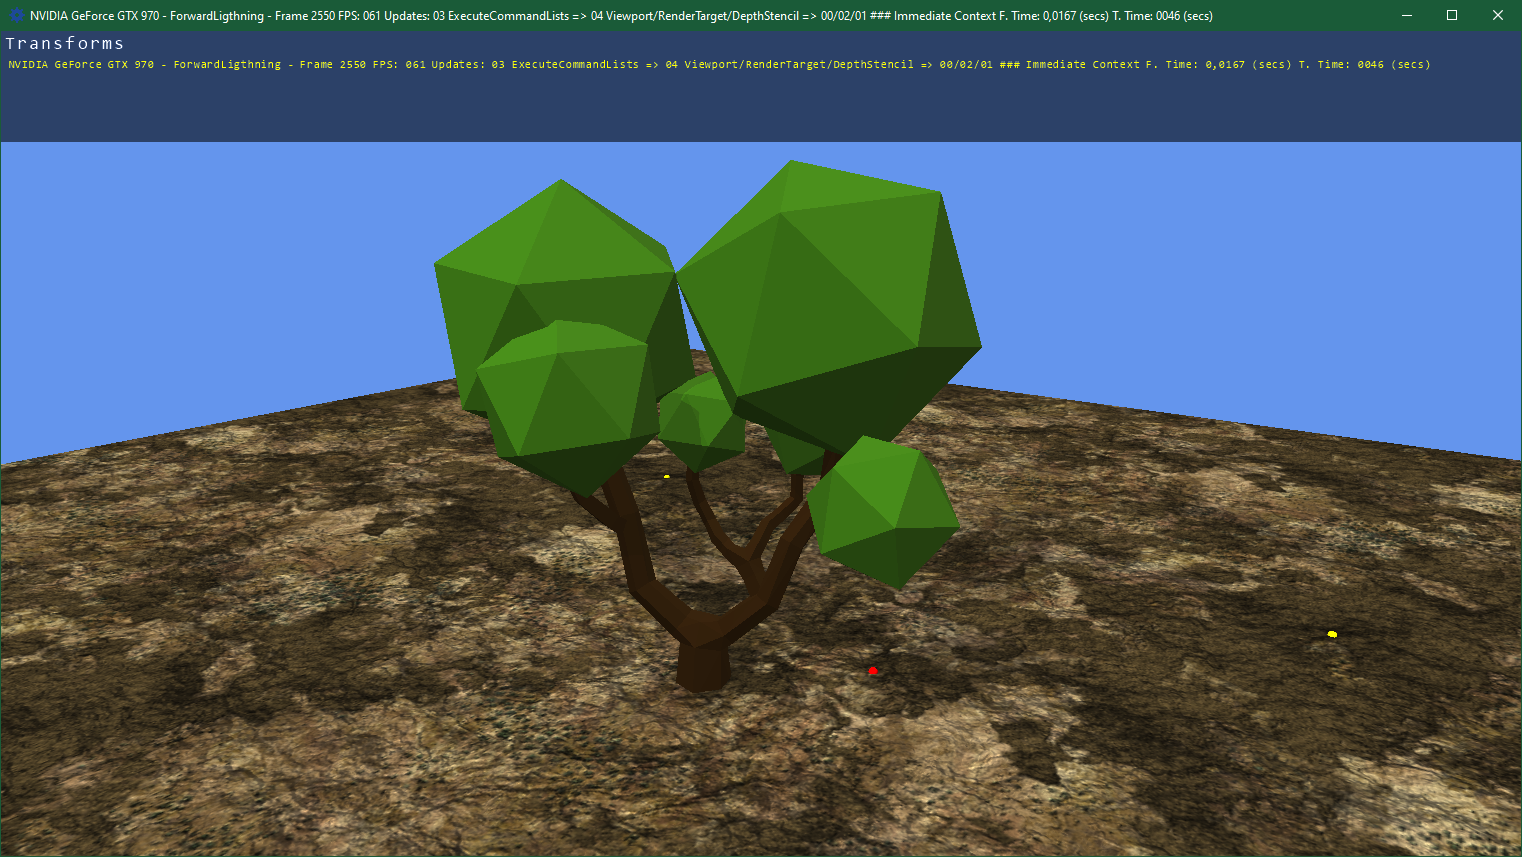 NVIDIA GeForce GTX 970 - ForwardLigthning - Frame 2550 FPS: 061 Updates: 03 ExecuteCommandLists => 04 Viewport/RenderTarget/DepthStencil => 00/02/01 ### Immediate Context F. Time: 0,0167 (secs) T. Time: 0046 (secs)
Transforms
NVIDIA GeForce GTX 970 - ForwardLigthning - Frame 2550 FPS: 061 Updates: 03 ExecuteCommandLists => 04 Viewport/RenderTarget/DepthStencil => 00/02/01 ### Immediate Context F. Time: 0,0167 (secs) T. Time: 0046 (secs)